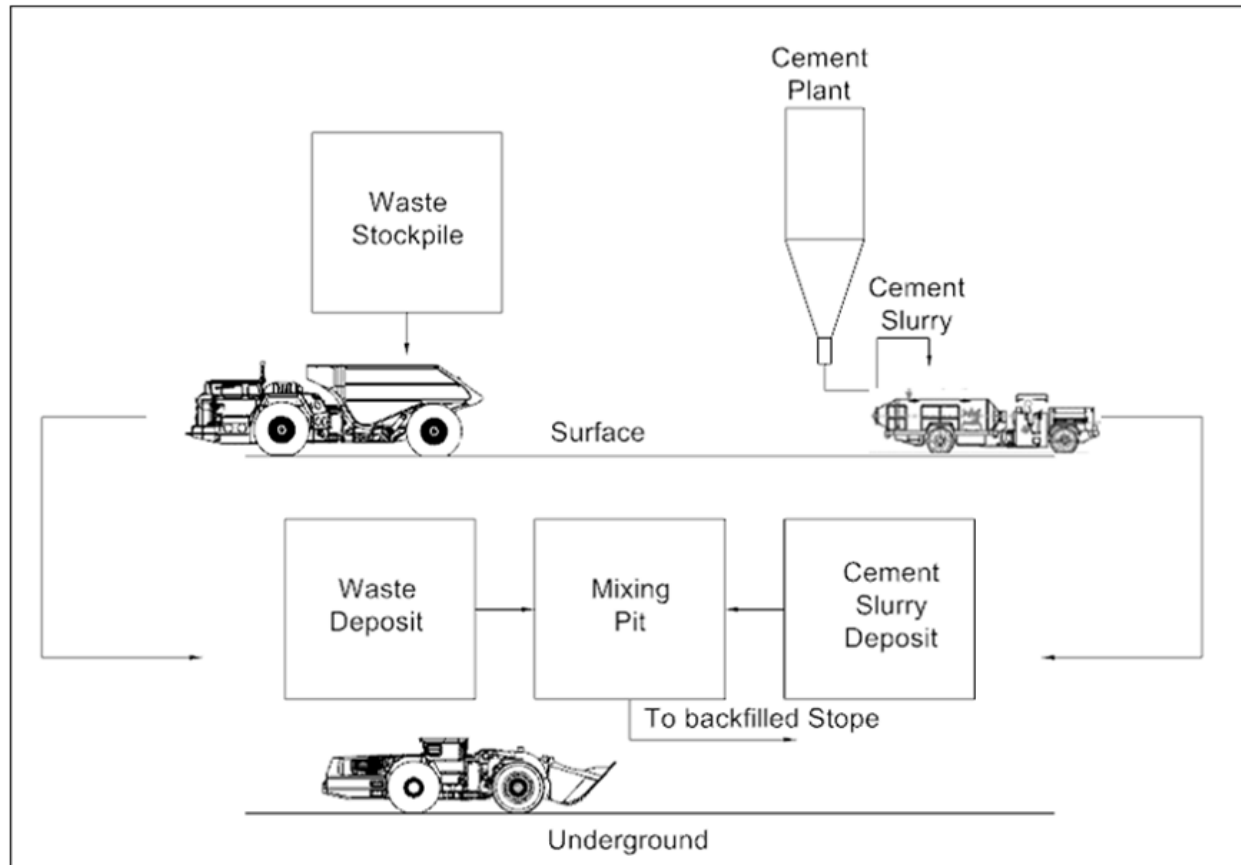 Cement
Plant
Waste
Stockpile
Cement
Slurry
Surface
Waste
Deposit
Mixing
Pit
Cement
Slurry
Deposit
To backfilled Stope
Underground